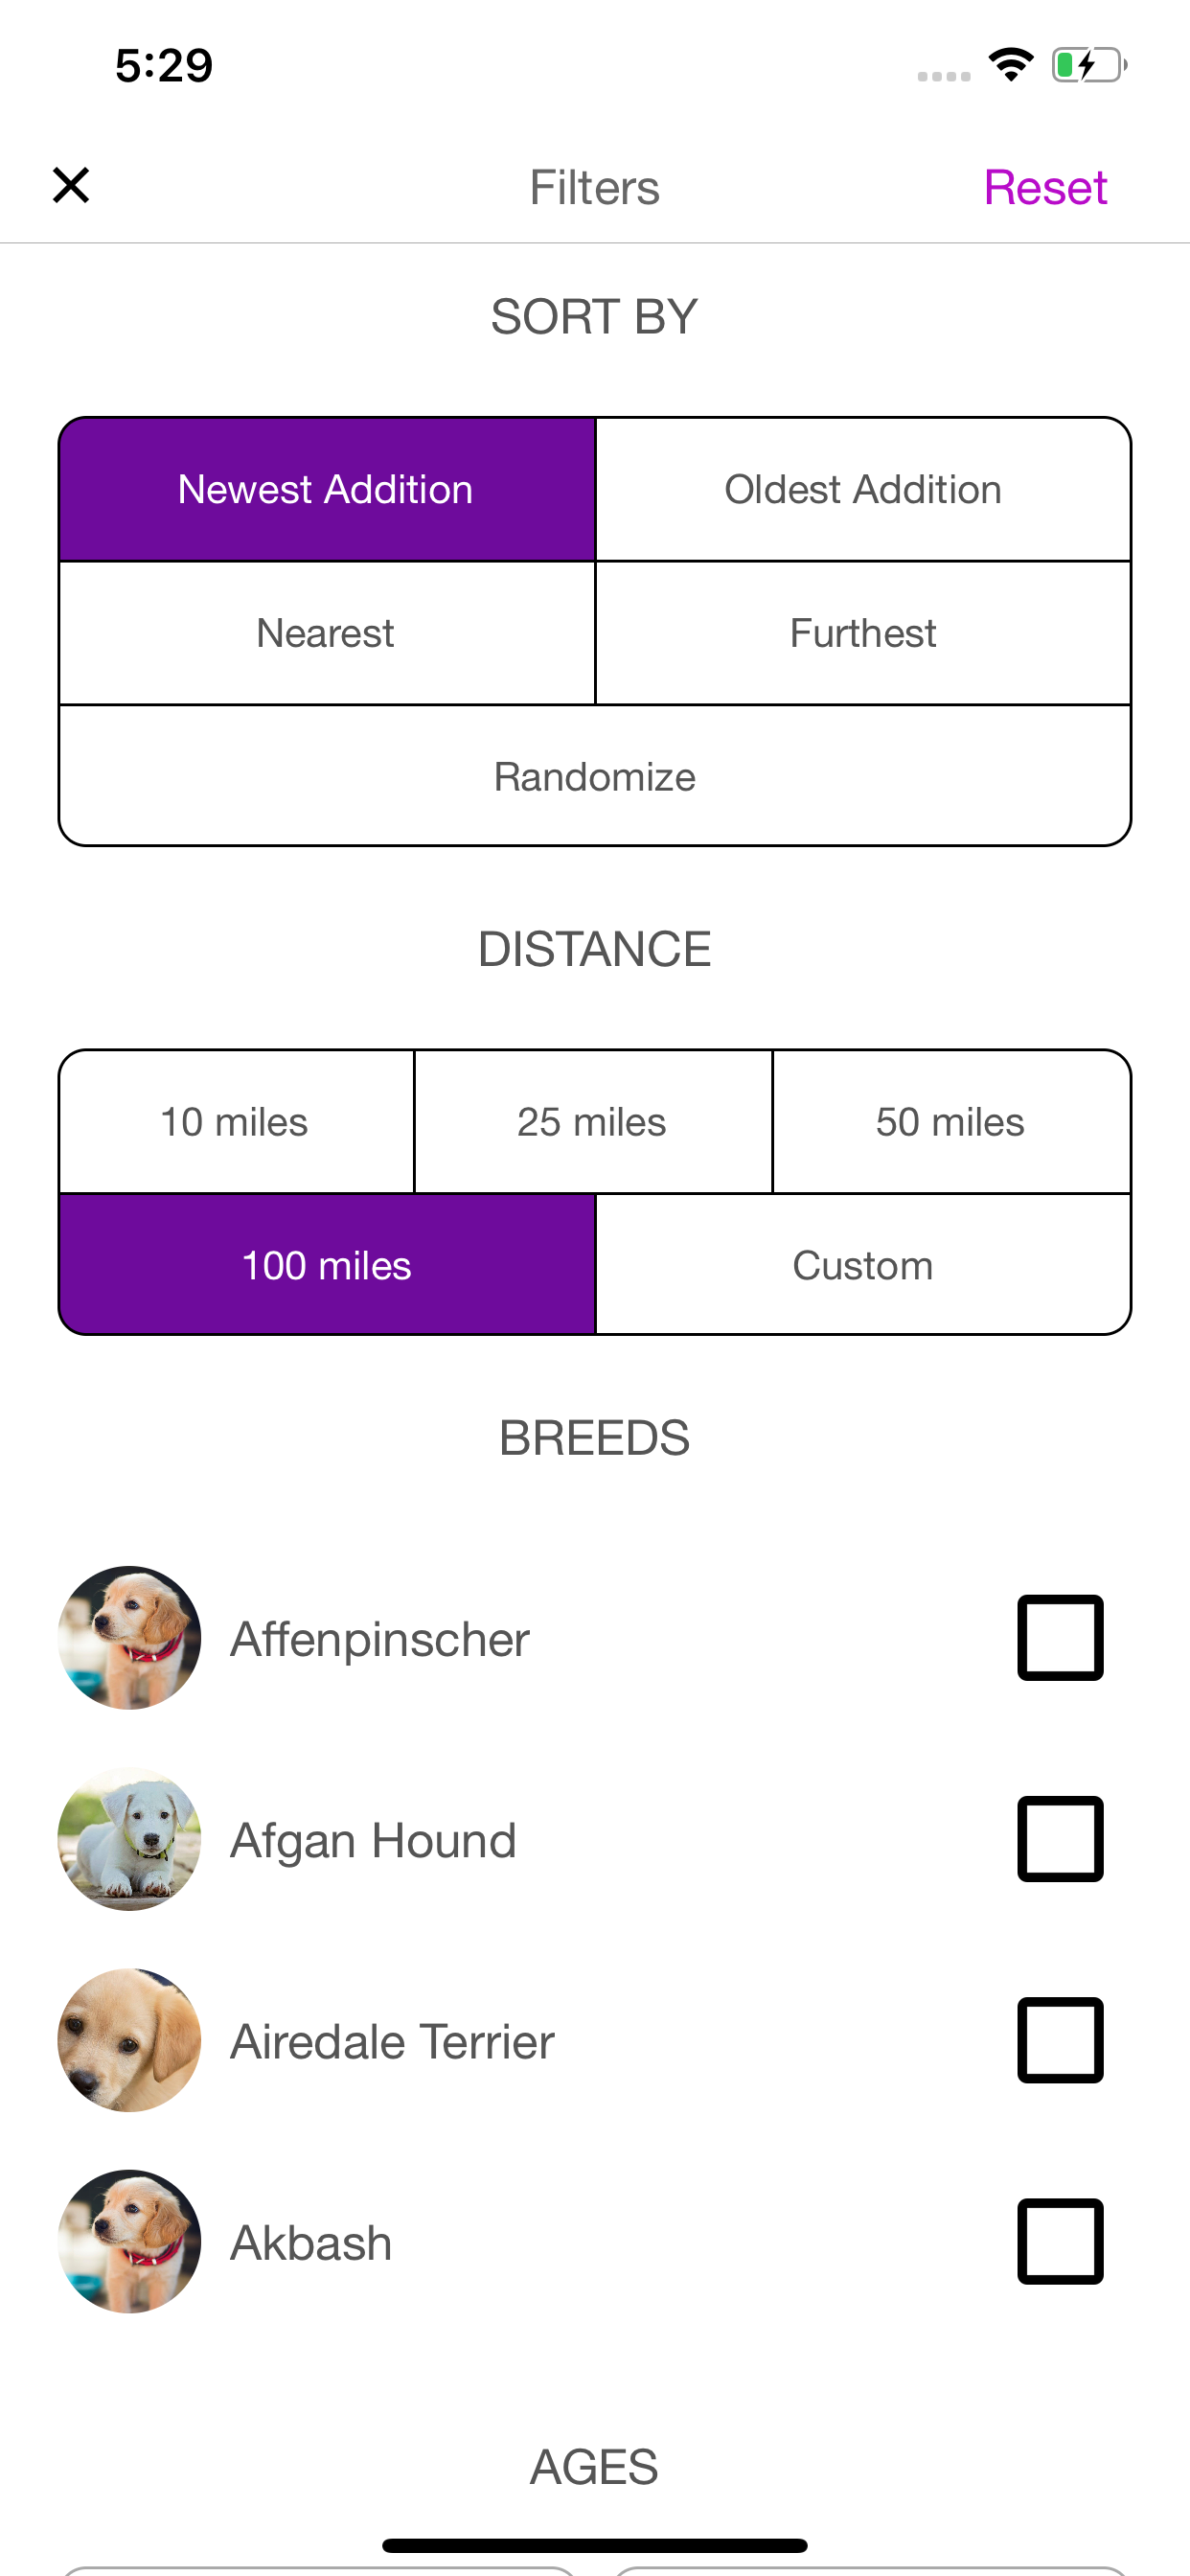 5:29
Filters
Reset
SORT BY
Newest Addition
Oldest Addition
Nearest
Furthest
Randomize
DISTANCE
10 miles
25 miles
50 miles
100 miles
Custom
BREEDS
Affenpinscher
Afgan Hound
Airedale Terrier
Akbash
AGES